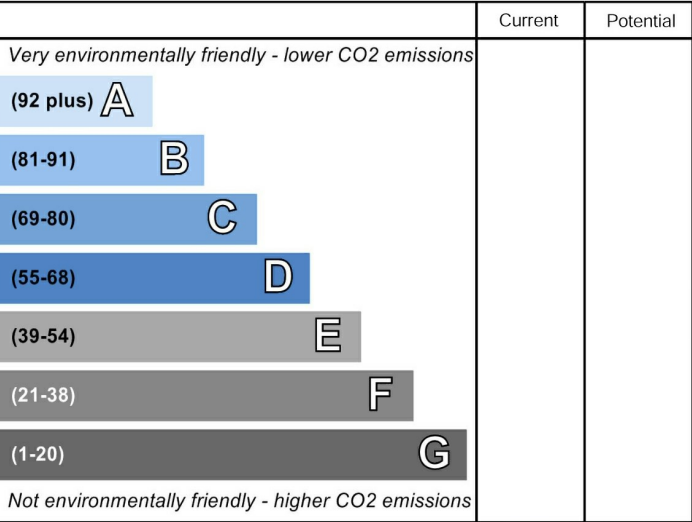 Current Potential
Very environmentally friendly - lower CO2 emissions
(92 plus) A
(81-91) B
(69-80) C
(55-68) D
(39-54) E
(21-38) F
(1-20) G
Not environmentally friendly - higher CO2 emissions